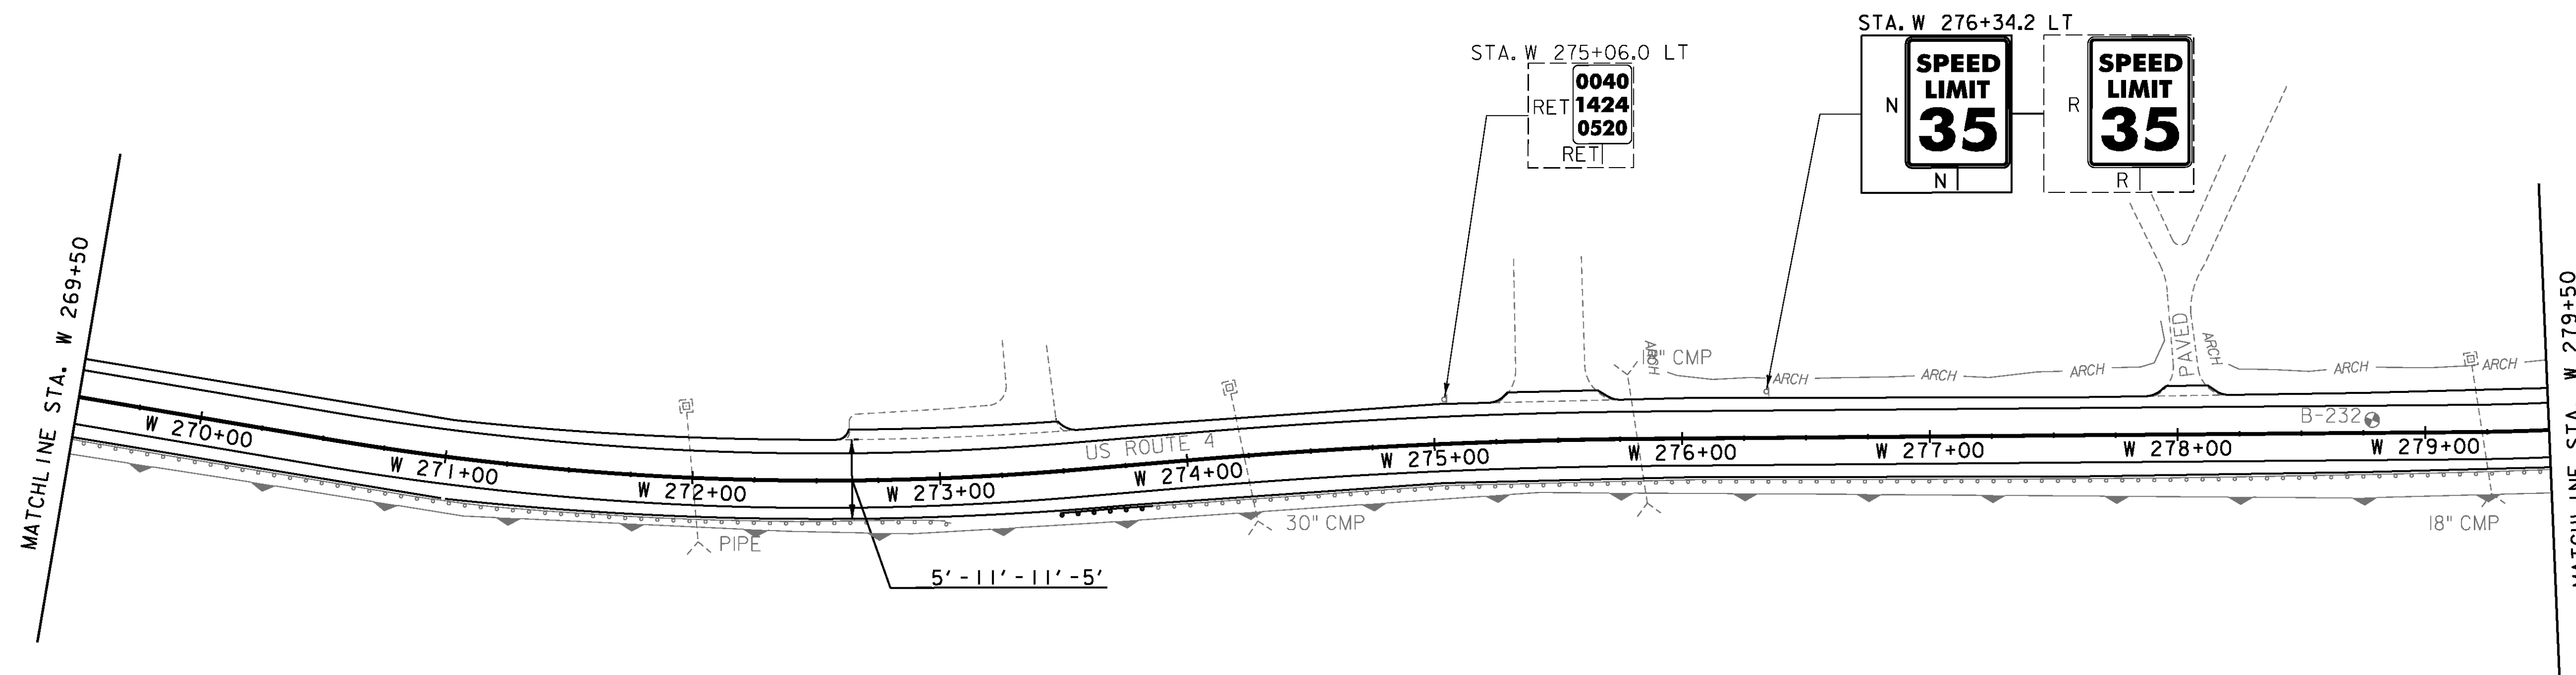 STA. W 276+34.2 LT
STA. W 275+06.0 LT
0040
1424
0520
RET
RET
N
SPEED
LIMIT
35
N
R
SPEED
LIMIT
35
R
MATCHLINE STA. W 269+50
MATCHLINE STA. W 279+50
PAVED
18" CMP
ARCH
ARCH
ARCH
ARCH
ARCH
ARCH
ARCH
B-232
US ROUTE 4
W 270+00
W 271+00
W 272+00
W 273+00
W 274+00
W 275+00
W 276+00
W 277+00
W 278+00
W 279+00
PIPE
30" CMP
18" CMP
5'-11'-11'-5'